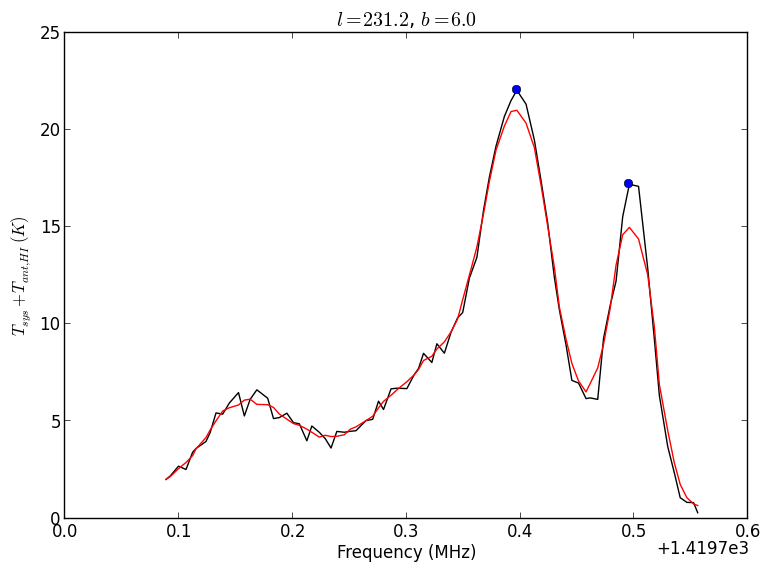 l = 231.2, b = 6.0
25
20
15
10
5
0
T_sys + T_ant,HI (K)
0.0 0.1 0.2 0.3 0.4 0.5 0.6
Frequency (MHz)
+1.4197e3